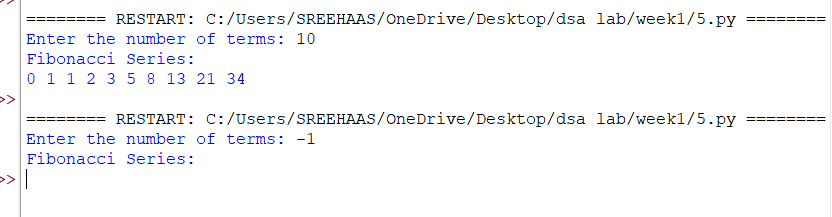 ======== RESTART: C:/Users/SREEHAAS/OneDrive/Desktop/dsa lab/week1/5.py ========
Enter the number of terms: 10
Fibonacci Series:
0 1 1 2 3 5 8 13 21 34
>>
======== RESTART: C:/Users/SREEHAAS/OneDrive/Desktop/dsa lab/week1/5.py ========
Enter the number of terms: -1
Fibonacci Series:
>>